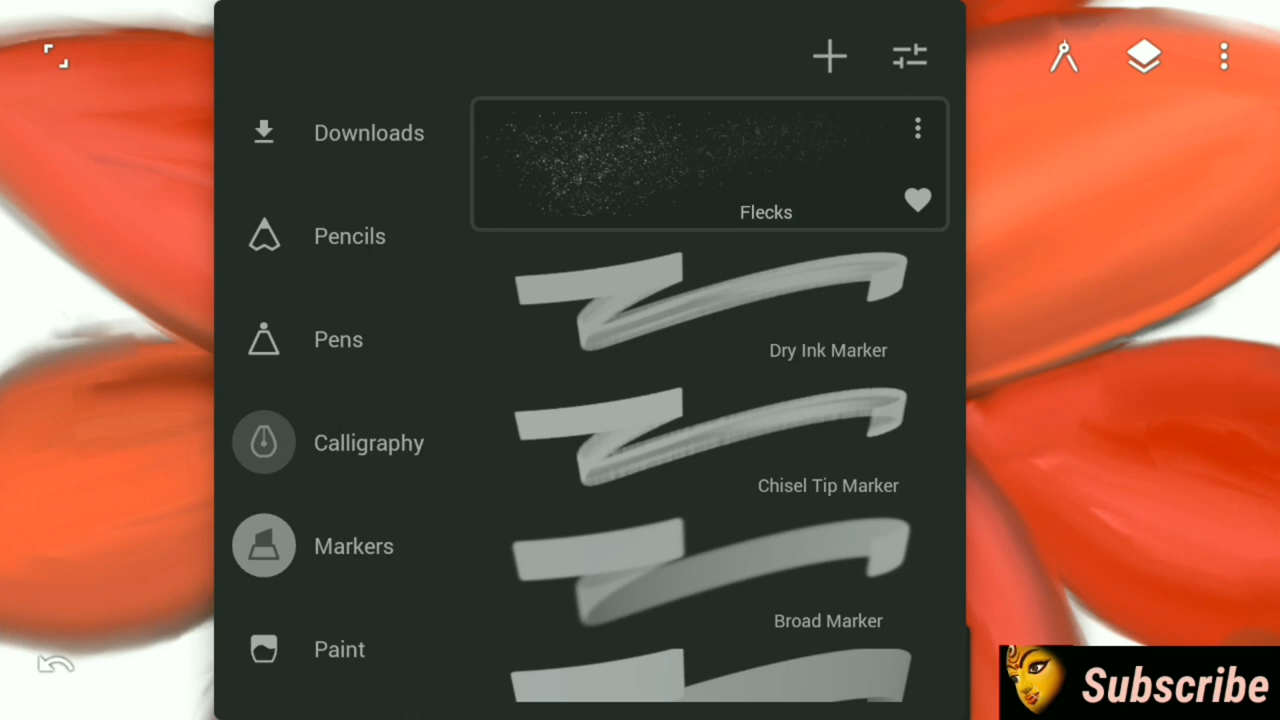 Downloads
Pencils
Pens
Calligraphy
Markers
Paint
Flecks
Dry Ink Marker
Chisel Tip Marker
Broad Marker
Subscribe